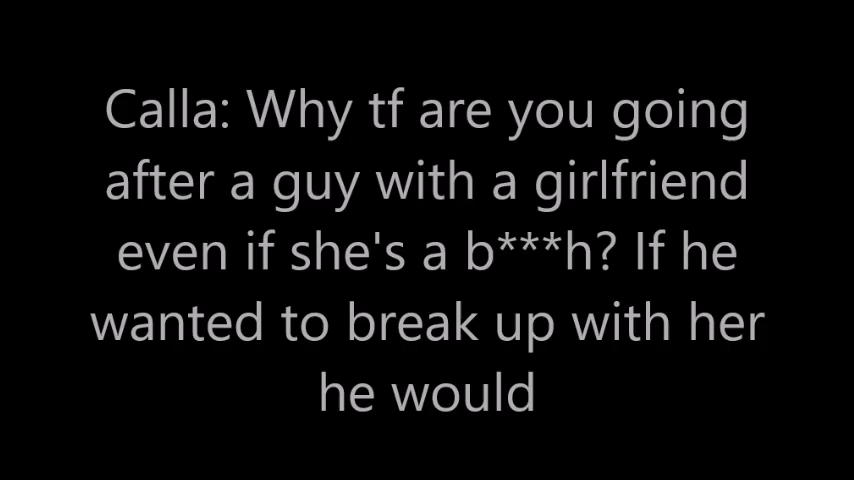 Calla: Why tf are you going
after a guy with a girlfriend
even if she's a b***h? If he
wanted to break up with her
he would